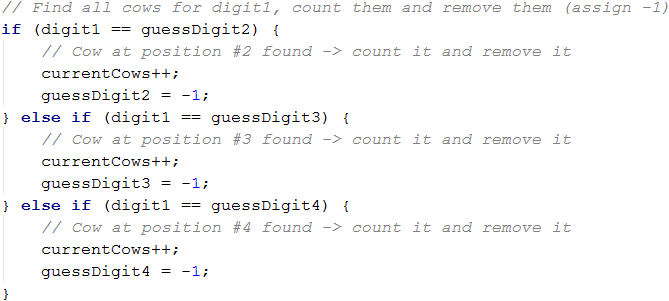 // Find all cows for digit1, count them and remove them (assign -1)
if (digit1 == guessDigit2) {
    // Cow at position #2 found -> count it and remove it
    currentCows++;
    guessDigit2 = -1;
} else if (digit1 == guessDigit3) {
    // Cow at position #3 found -> count it and remove it
    currentCows++;
    guessDigit3 = -1;
} else if (digit1 == guessDigit4) {
    // Cow at position #4 found -> count it and remove it
    currentCows++;
    guessDigit4 = -1;
}